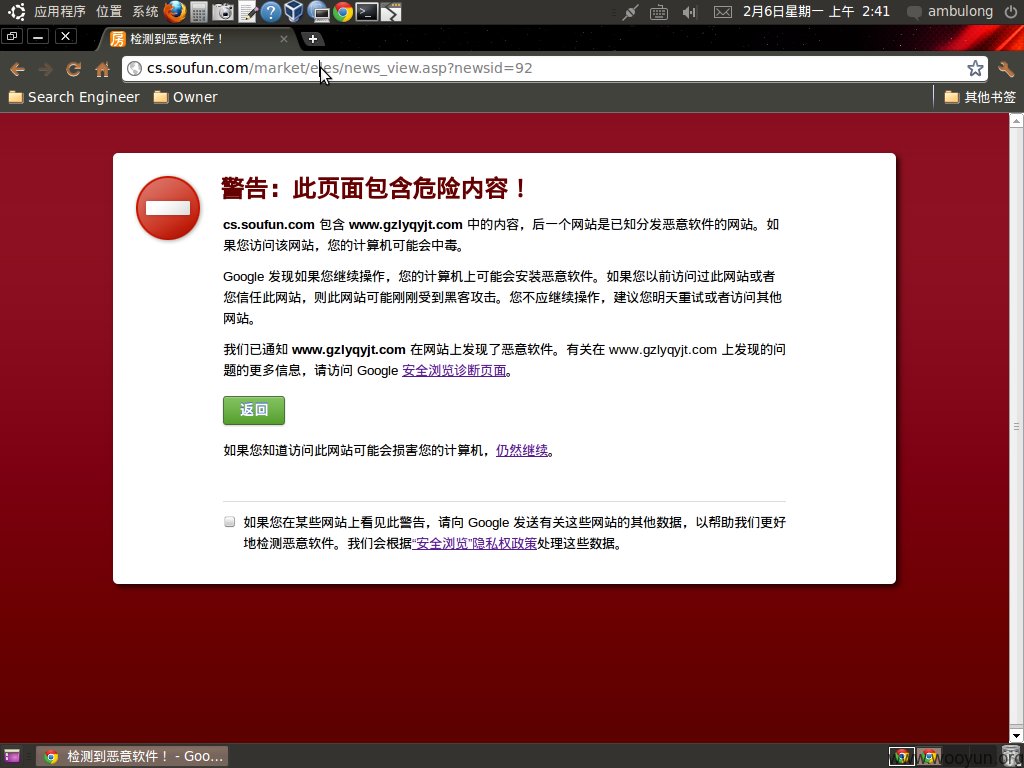 应用程序 位置 系统 2月6日星期一 上午 2:41 ambulong
检测到恶意软件！
cs.soufun.com/market/ejes/news_view.asp?newsid=92
Search Engineer Owner 其他书签
警告：此页面包含危险内容！
cs.soufun.com 包含 www.gzlyqyjt.com 中的内容，后一个网站是已知分发恶意软件的网站。如
果您访问该网站，您的计算机可能会中毒。
Google 发现如果您继续操作，您的计算机上可能会安装恶意软件。如果您以前访问过此网站或者
您信任此网站，则此网站可能刚刚受到黑客攻击。您不应继续操作，建议您明天重试或者访问其他
网站。
我们已通知 www.gzlyqyjt.com 在网站上发现了恶意软件。有关在 www.gzlyqyjt.com 上发现的问
题的更多信息，请访问 Google 安全浏览诊断页面。
返回
如果您知道访问此网站可能会损害您的计算机，仍然继续。
如果您在某些网站上看见此警告，请向 Google 发送有关这些网站的其他数据，以帮助我们更好
地检测恶意软件。我们会根据“安全浏览”隐私权政策处理这些数据。
检测到恶意软件！ - Goo...
www.wooyun.org